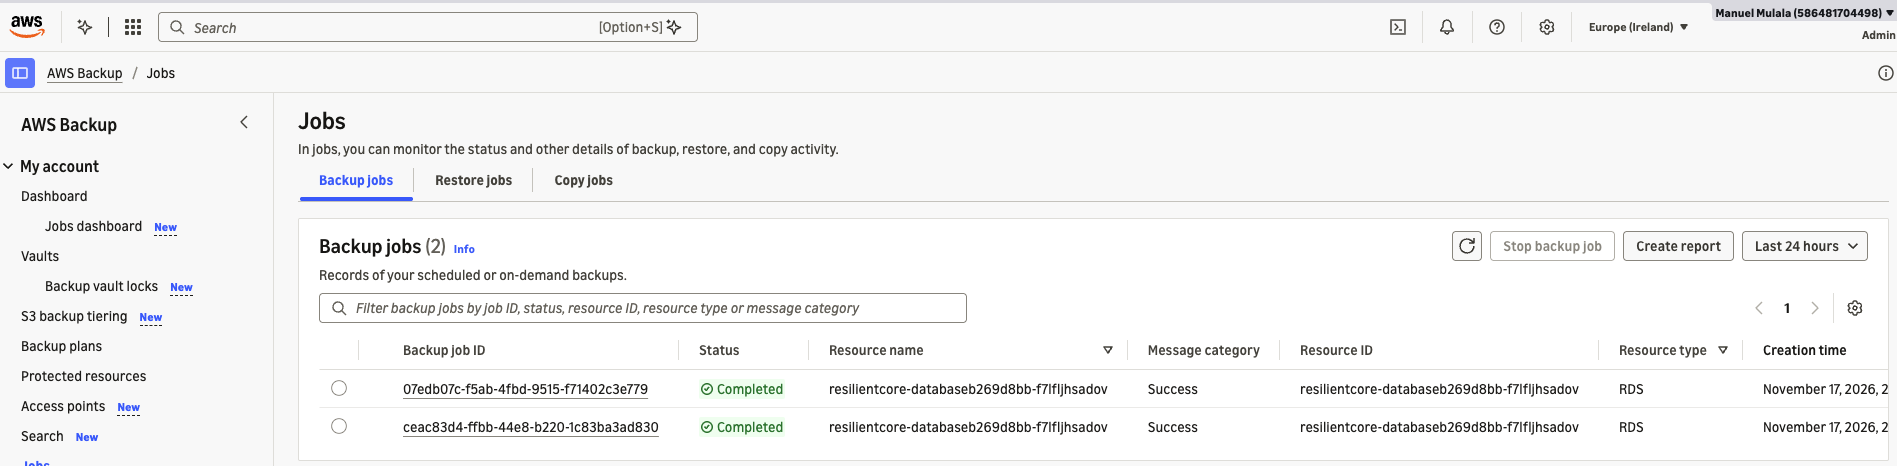 aws
Search [Option+S]
Europe (Ireland)
Manuel Mulala (586481704498)
Admin
AWS Backup / Jobs
AWS Backup
My account
Dashboard
Jobs dashboard New
Vaults
Backup vault locks New
S3 backup tiering New
Backup plans
Protected resources
Access points New
Search New
Jobs
Jobs
In jobs, you can monitor the status and other details of backup, restore, and copy activity.
Backup jobs Restore jobs Copy jobs
Backup jobs (2) Info
Stop backup job Create report Last 24 hours
Records of your scheduled or on-demand backups.
Filter backup jobs by job ID, status, resource ID, resource type or message category
1
Backup job ID Status Resource name Message category Resource ID Resource type Creation time
07edb07c-f5ab-4fbd-9515-f71402c3e779 Completed resilientcore-databaseb269d8bb-f7lfljhsadov Success resilientcore-databaseb269d8bb-f7lfljhsadov RDS November 17, 2026, 2
ceac83d4-ffbb-44e8-b220-1c83ba3ad830 Completed resilientcore-databaseb269d8bb-f7lfljhsadov Success resilientcore-databaseb269d8bb-f7lfljhsadov RDS November 17, 2026, 2